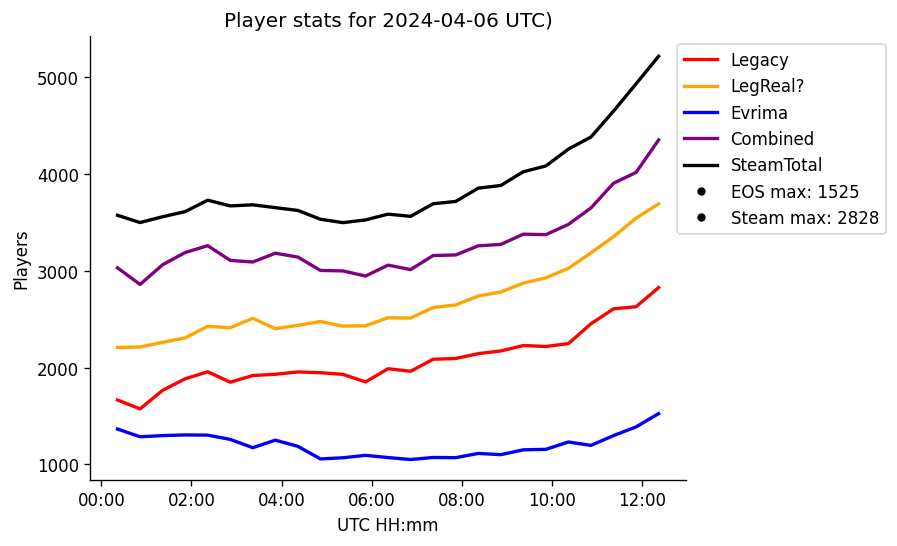 Player stats for 2024-04-06 UTC)
Legacy
LegReal?
Evrima
Combined
SteamTotal
EOS max: 1525
Steam max: 2828
Players
5000
4000
3000
2000
1000
00:00 02:00 04:00 06:00 08:00 10:00 12:00
UTC HH:mm